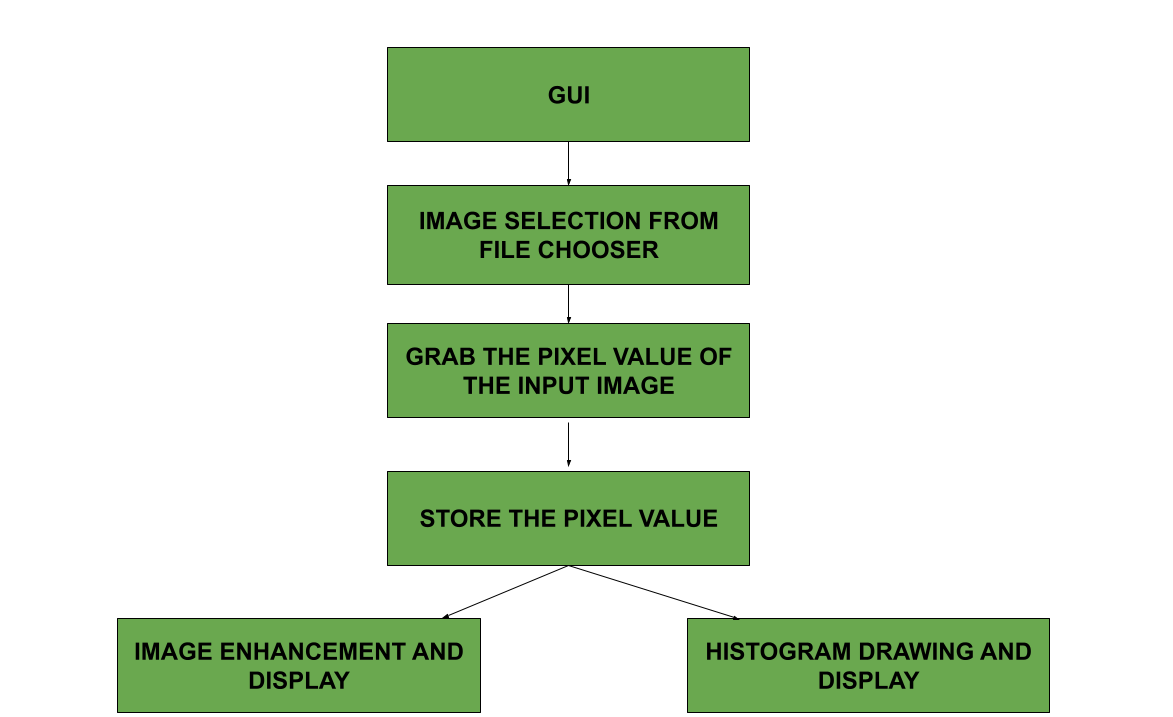 GUI
IMAGE SELECTION FROM
FILE CHOOSER
GRAB THE PIXEL VALUE OF
THE INPUT IMAGE
STORE THE PIXEL VALUE
IMAGE ENHANCEMENT AND
DISPLAY
HISTOGRAM DRAWING AND
DISPLAY